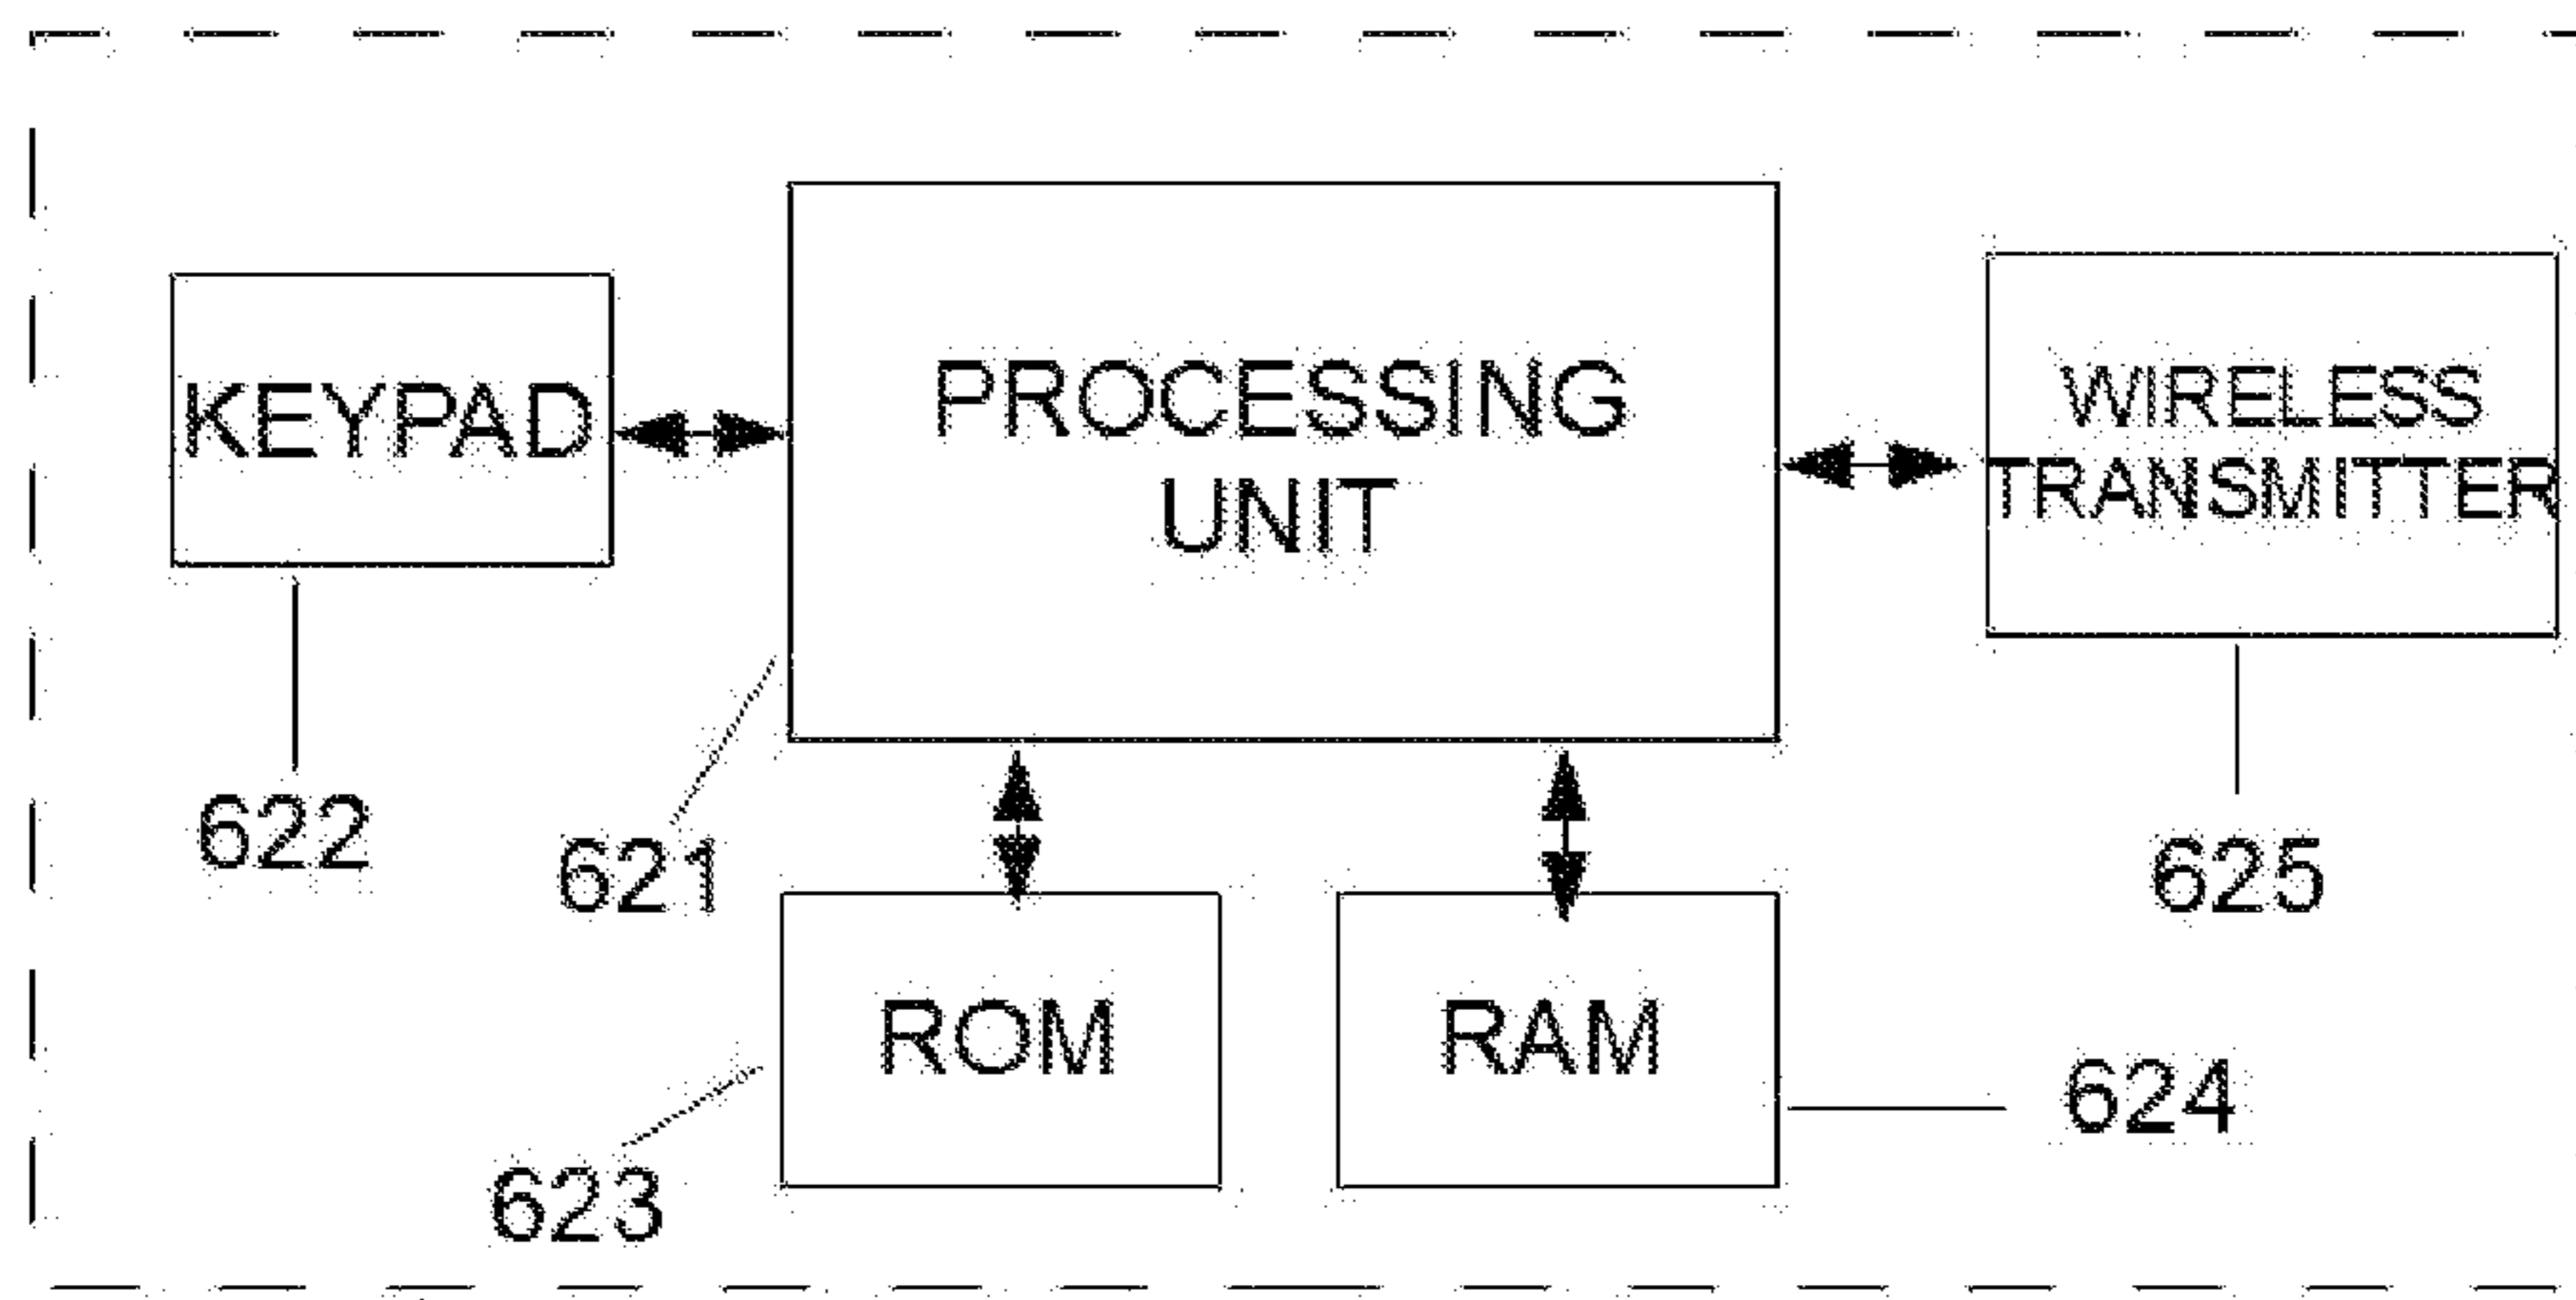 KEYPAD
PROCESSING
UNIT
WIRELESS
TRANSMITTER
622
621
625
ROM
RAM
624
623